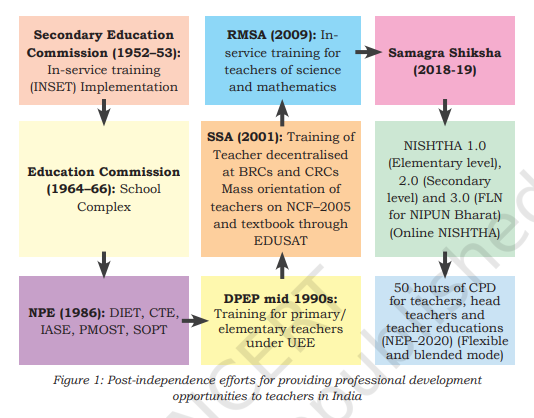 Secondary Education
Commission (1952–53):
In-service training
(INSET) Implementation
Education Commission
(1964–66): School
Complex
NPE (1986): DIET, CTE,
IASE, PMOST, SOPT
DPEP mid 1990s:
Training for primary/
elementary teachers
under UEE
SSA (2001): Training of
Teacher decentralised
at BRCs and CRCs
Mass orientation of
teachers on NCF–2005
and textbook through
EDUSAT
RMSA (2009): In-
service training for
teachers of science
and mathematics
Samagra Shiksha
(2018-19)
NISHTHA 1.0
(Elementary level),
2.0 (Secondary
level) and 3.0 (FLN
for NIPUN Bharat)
(Online NISHTHA)
50 hours of CPD
for teachers, head
teachers and
teacher educations
(NEP–2020) (Flexible
and blended mode)
Figure 1: Post-independence efforts for providing professional development
opportunities to teachers in India